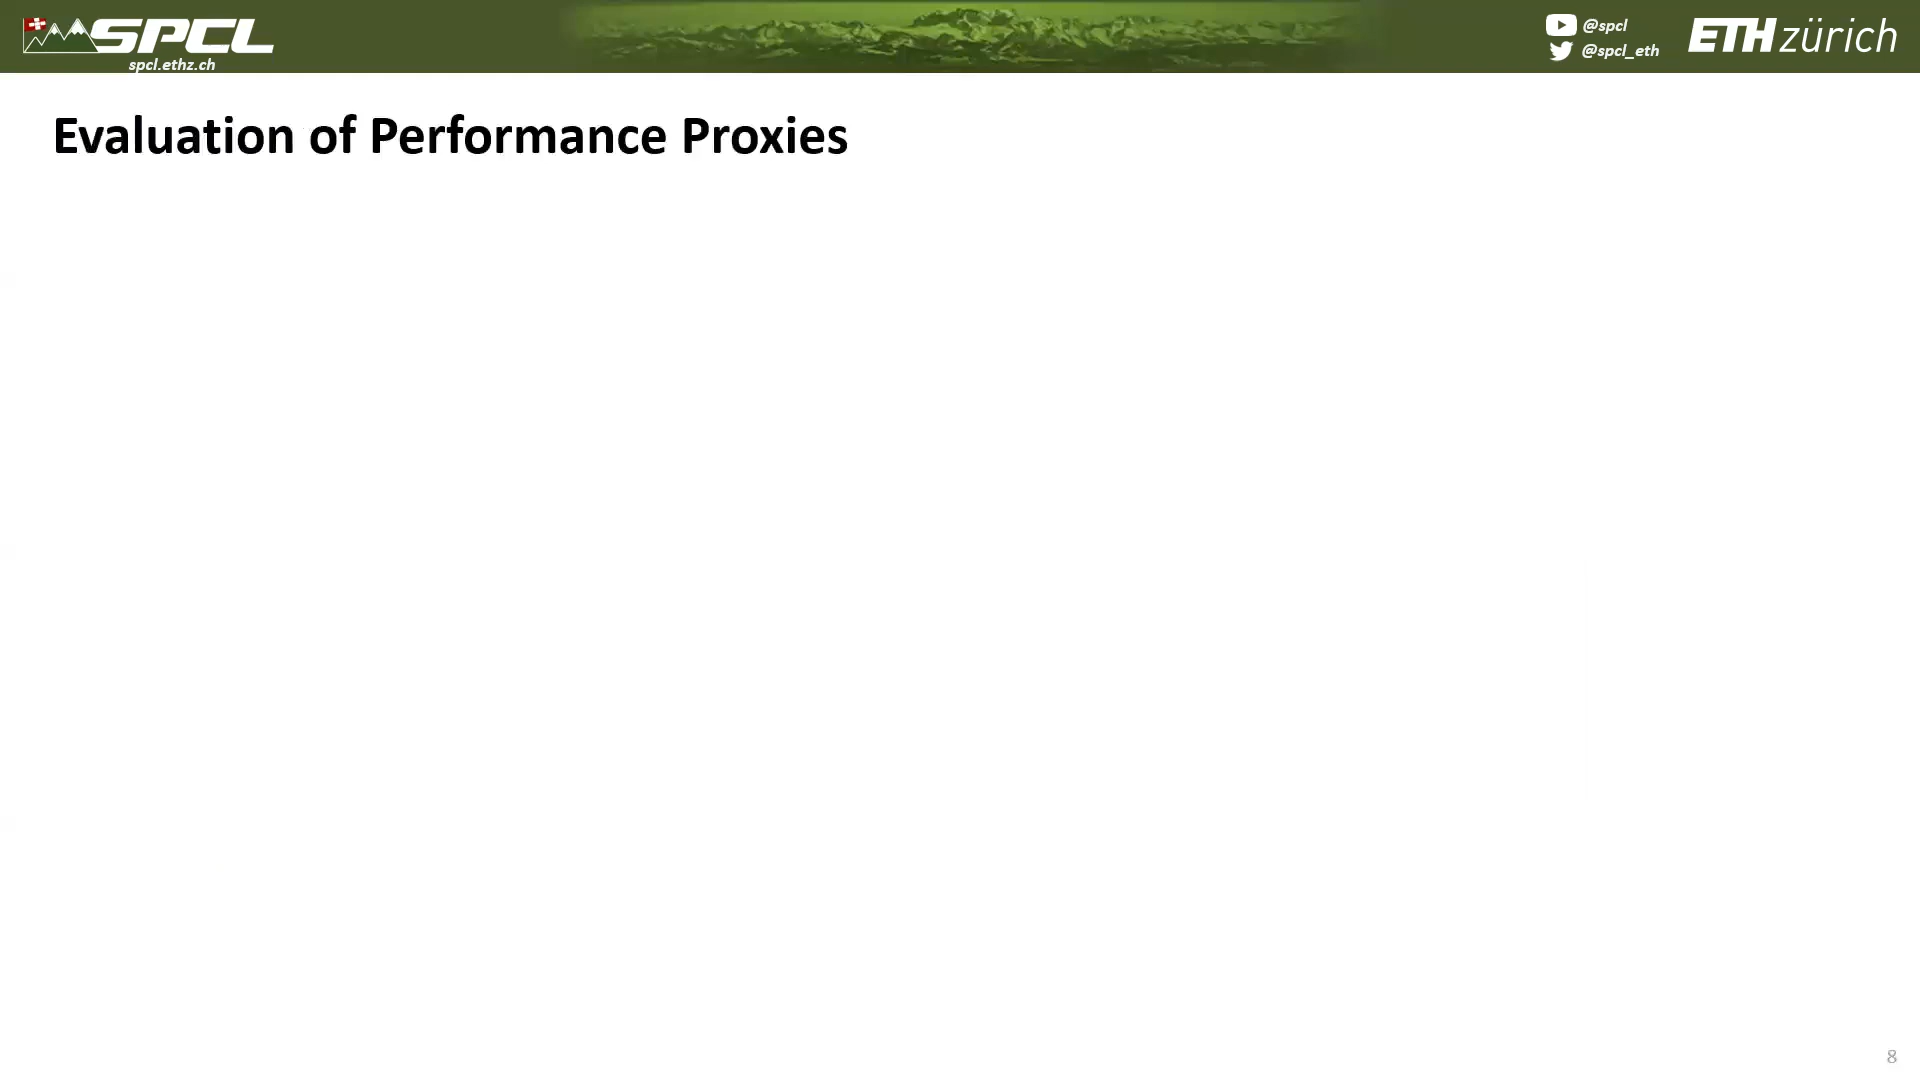 SPCL
spcl.ethz.ch
@spcl
@spcl_eth
ETH zürich
Evaluation of Performance Proxies
8